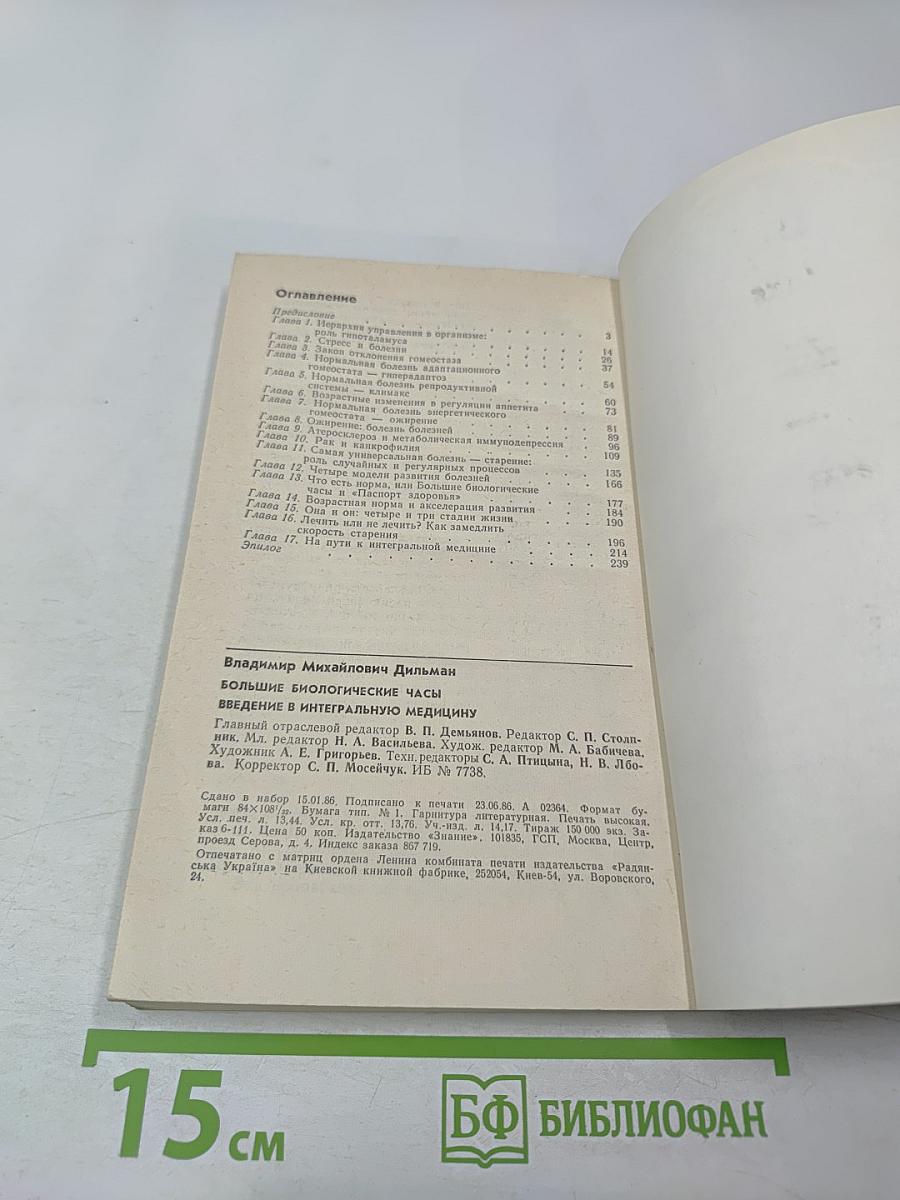 Оглавление
Предисловие . . . . . . . . . . . . 3
Глава 1. Иерархия управления в организме:
роль гипоталамуса . . . . . . . . 14
Глава 2. Стресс и болезни . . . . . . . . 26
Глава 3. Закон отклонения гомеостаза . . . . 37
Глава 4. Нормальная болезнь адаптационного
гомеостата — гиперадаптоз . . . . . 54
Глава 5. Нормальная болезнь репродуктивной
системы — климакс . . . . . . . . 60
Глава 6. Возрастные изменения в регуляции аппетита . . 73
Глава 7. Нормальная болезнь энергетического
гомеостата — ожирение . . . . . . 81
Глава 8. Ожирение: болезнь болезней . . . . 89
Глава 9. Атеросклероз и метаболическая иммунодепрессия . 96
Глава 10. Рак и канкрофилия . . . . . . . 109
Глава 11. Самая универсальная болезнь — старение:
роль случайных и регулярных процессов . . 135
Глава 12. Четыре модели развития болезней . . . 166
Глава 13. Что есть норма, или Большие биологические
часы и «Паспорт здоровья» . . . . . 177
Глава 14. Возрастная норма и акселерация развития . . 184
Глава 15. Она и он: четыре и три стадии жизни . . 190
Глава 16. Лечить или не лечить? Как замедлить
скорость старения . . . . . . . . 196
Глава 17. На пути к интегральной медицине . . . . 214
Эпилог . . . . . . . . . . . . . 239
Владимир Михайлович Дильман
БОЛЬШИЕ БИОЛОГИЧЕСКИЕ ЧАСЫ
ВВЕДЕНИЕ В ИНТЕГРАЛЬНУЮ МЕДИЦИНУ
Главный отраслевой редактор В. П. Демьянов. Редактор С. П. Столп-
ник. Мл. редактор Н. А. Васильева. Худож. редактор М. А. Бабичева.
Художник А. Е. Григорьев. Техн. редакторы С. А. Птицына, Н. В. Лбо-
ва. Корректор С. П. Мосейчук. ИБ № 7738.
Сдано в набор 15.01.86. Подписано к печати 23.06.86. А 02364. Формат бу-
маги 84×108¹/₃₂. Бумага тип. № 1. Гарнитура литературная. Печать высокая.
Усл. печ. л. 13,44. Усл. кр. отт. 13,76. Уч.-изд. л. 14,17. Тираж 150 000 экз. За-
каз 6-111. Цена 50 коп. Издательство «Знание». 101835, ГСП, Москва, Центр,
проезд Серова, д. 4. Индекс заказа 867 719.
Отпечатано с матриц ордена Ленина комбината печати издательства «Радян-
ська Україна» на Киевской книжной фабрике, 252054, Киев-54, ул. Воровского,
24.
15 см
БФ БИБЛИОФАН